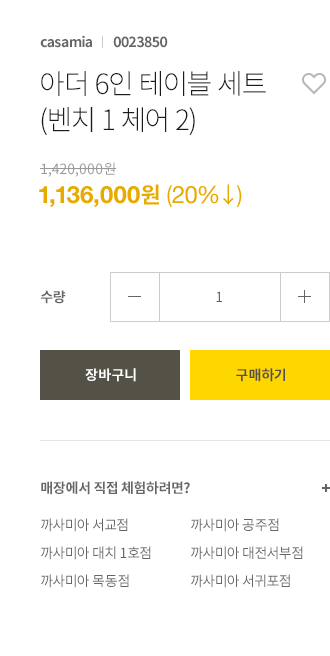 casamia | 0023850
아더 6인 테이블 세트
(벤치 1 체어 2)
1,420,000원
1,136,000원 (20%↓)
수량 — 1 +
장바구니 구매하기
매장에서 직접 체험하려면? +
까사미아 서교점 까사미아 공주점
까사미아 대치 1호점 까사미아 대전서부점
까사미아 목동점 까사미아 서귀포점